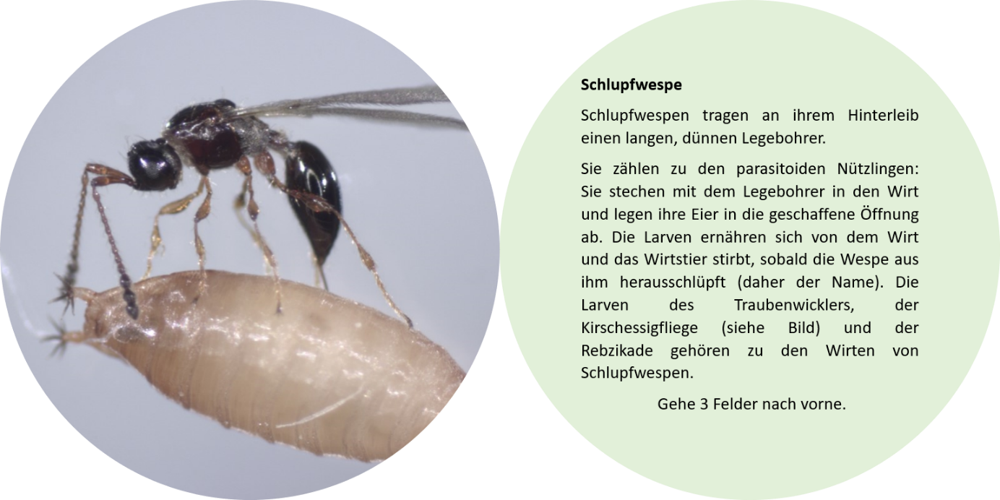 Schlupfwespe
Schlupfwespen tragen an ihrem Hinterleib
einen langen, dünnen Legebohrer.
Sie zählen zu den parasitoiden Nützlingen:
Sie stechen mit dem Legebohrer in den Wirt
und legen ihre Eier in die geschaffene Öffnung
ab. Die Larven ernähren sich von dem Wirt
und das Wirtstier stirbt, sobald die Wespe aus
ihm herausschlüpft (daher der Name). Die
Larven des Traubenwicklers, der
Kirschessigfliege (siehe Bild) und der
Rebzikade gehören zu den Wirten von
Schlupfwespen.
Gehe 3 Felder nach vorne.